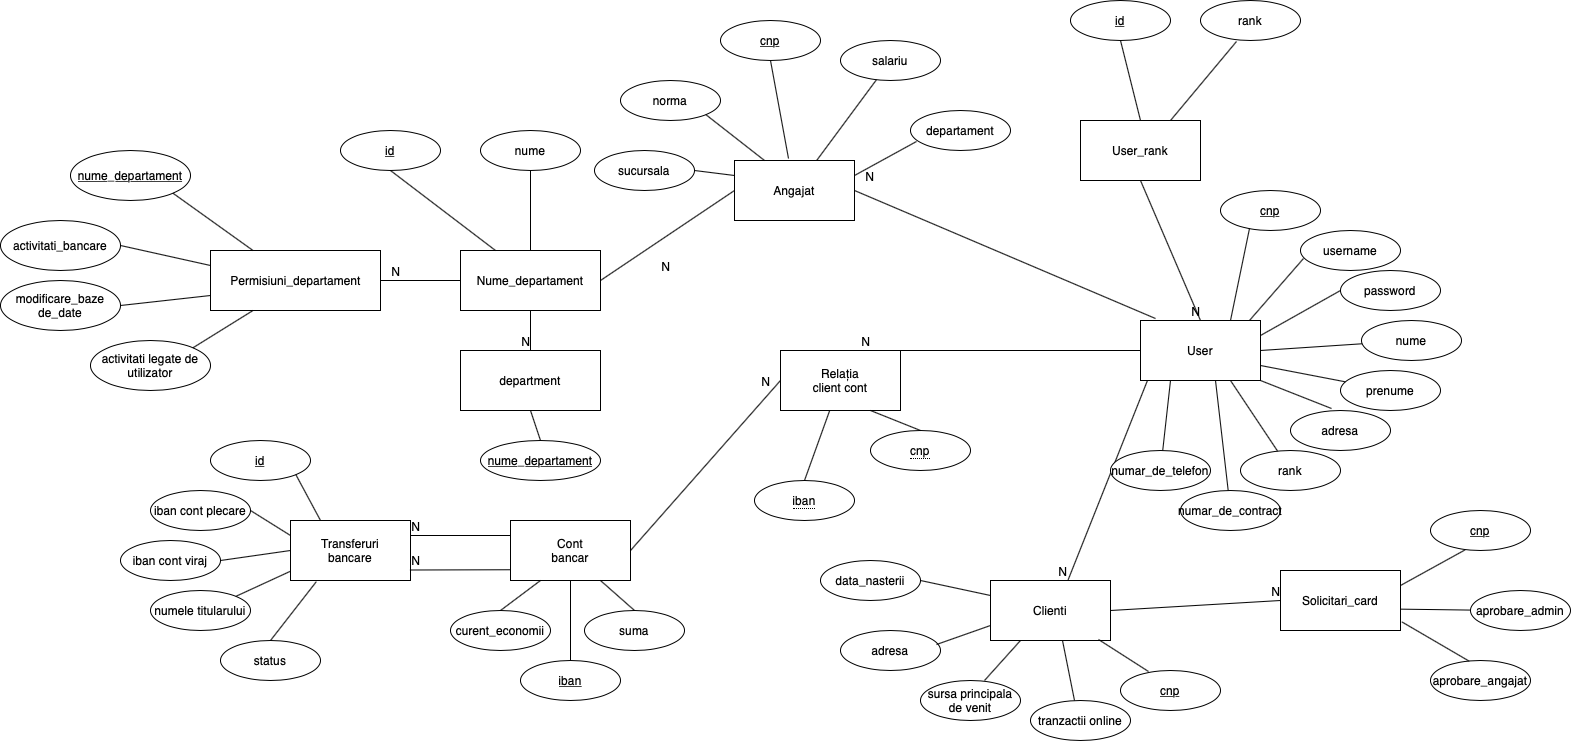 id
rank
cnp
salariu
norma
departament
User_rank
id
nume
sucursala
nume_departament
Angajat
N
cnp
activitati_bancare
username
N
N
Permisiuni_departament
Nume_departament
password
modificare_baze
de_date
N
N
N
nume
User
activitati legate de
utilizator
department
Relația
client cont
N
prenume
adresa
id
nume_departament
cnp
numar_de_telefon
rank
iban
iban cont plecare
numar_de_contract
N
cnp
Transferuri
bancare
Cont
bancar
iban cont viraj
N
N
data_nasterii
N
Solicitari_card
numele titularului
Clienti
aprobare_admin
curent_economii
suma
adresa
status
iban
cnp
aprobare_angajat
sursa principala
de venit
tranzactii online